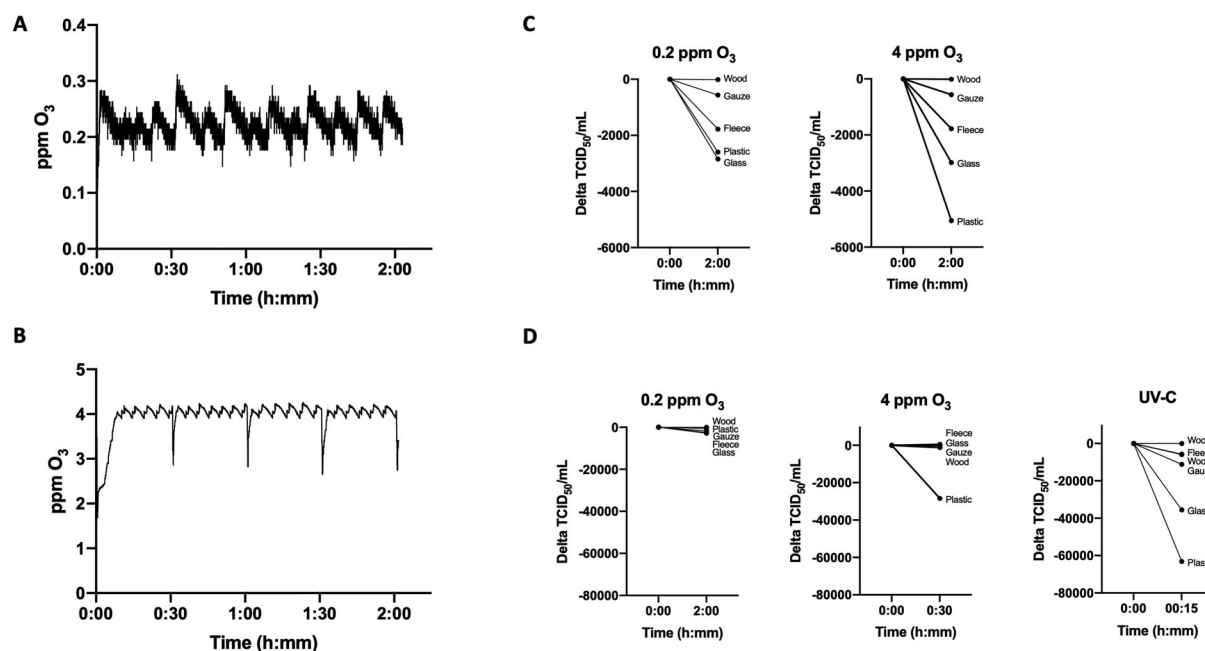 A
ppm O3
0.4
0.3
0.2
0.1
0.0
0:00 0:30 1:00 1:30 2:00
Time (h:mm)
B
ppm O3
5
4
3
2
1
0
0:00 0:30 1:00 1:30 2:00
Time (h:mm)
C
0.2 ppm O3
Delta TCID50/mL
0
-2000
-4000
-6000
Wood
Gauze
Fleece
Plastic
Glass
0:00 2:00
Time (h:mm)
4 ppm O3
Delta TCID50/mL
0
-2000
-4000
-6000
Wood
Gauze
Fleece
Glass
Plastic
0:00 2:00
Time (h:mm)
D
0.2 ppm O3
Delta TCID50/mL
0
-20000
-40000
-60000
-80000
Wood
Plastic
Gauze
Fleece
Glass
0:00 2:00
Time (h:mm)
4 ppm O3
Delta TCID50/mL
0
-20000
-40000
-60000
-80000
Fleece
Glass
Gauze
Wood
Plastic
0:00 0:30
Time (h:mm)
UV-C
Delta TCID50/mL
0
-20000
-40000
-60000
-80000
Woo
Flee
Woo
Gau
Glas
Plas
0:00 00:15
Time (h:mm)